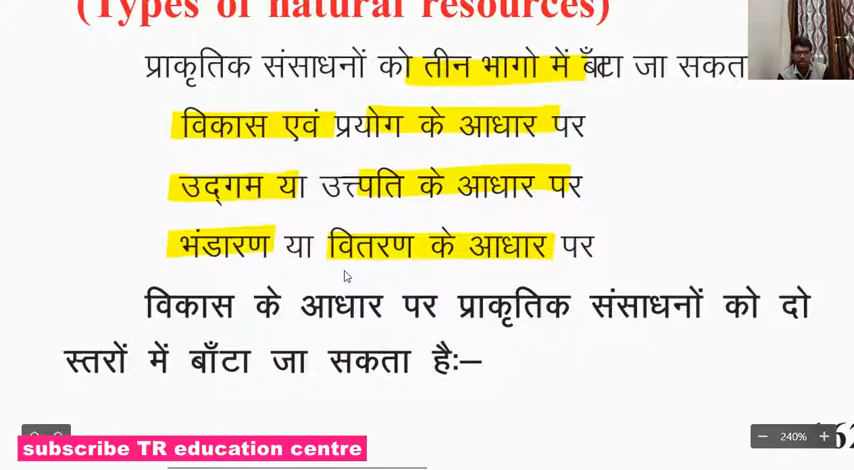 (Types of natural resources)
प्राकृतिक संसाधनों को तीन भागो में बाँटा जा सकत
विकास एवं प्रयोग के आधार पर
उद्गम या उत्त्पति के आधार पर
भंडारण या वितरण के आधार पर
विकास के आधार पर प्राकृतिक संसाधनों को दो
स्तरों में बाँटा जा सकता है:–
subscribe TR education centre
240%